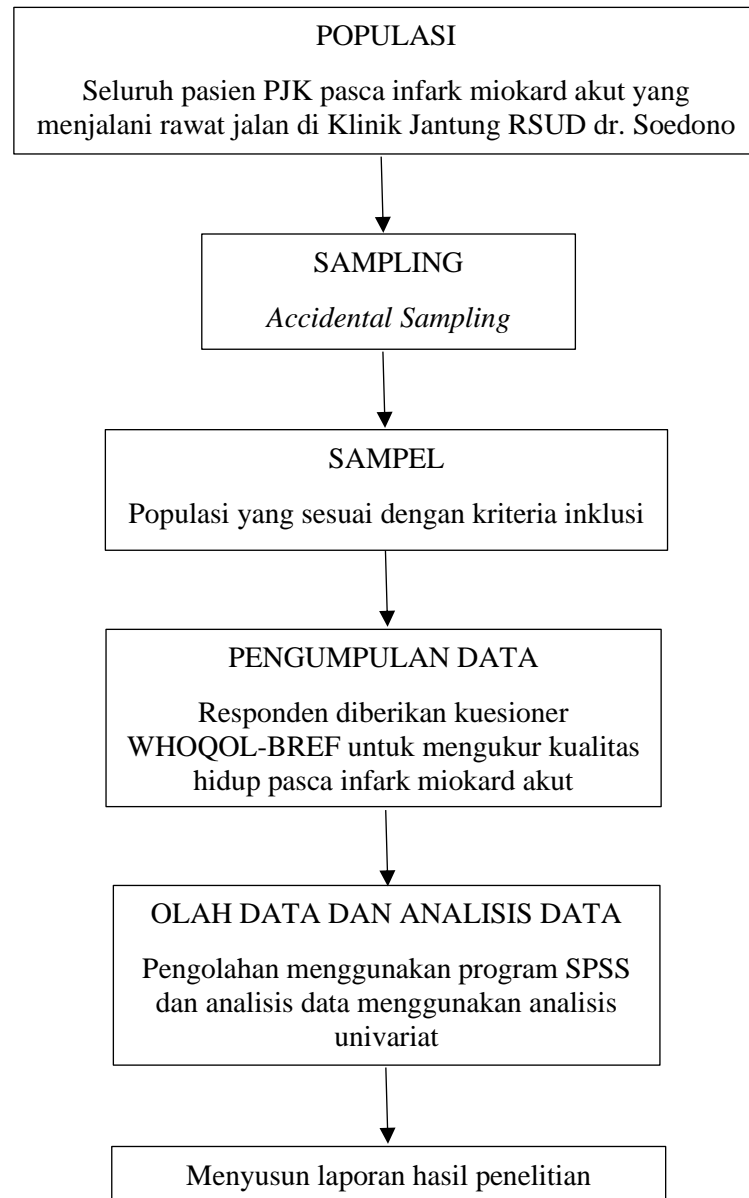 POPULASI
Seluruh pasien PJK pasca infark miokard akut yang
menjalani rawat jalan di Klinik Jantung RSUD dr. Soedono
SAMPLING
Accidental Sampling
SAMPEL
Populasi yang sesuai dengan kriteria inklusi
PENGUMPULAN DATA
Responden diberikan kuesioner
WHOQOL-BREF untuk mengukur kualitas
hidup pasca infark miokard akut
OLAH DATA DAN ANALISIS DATA
Pengolahan menggunakan program SPSS
dan analisis data menggunakan analisis
univariat
Menyusun laporan hasil penelitian